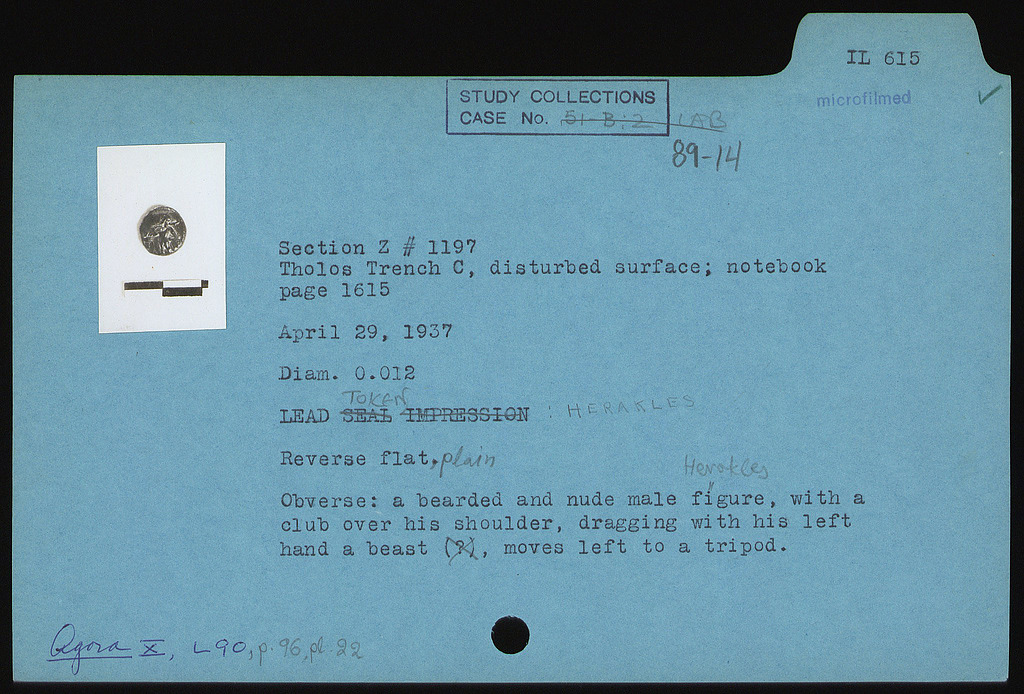 IL 615
microfilmed ✓
STUDY COLLECTIONS
CASE No. 51-B:2 IAB
89-14
Section Z # 1197
Tholos Trench C, disturbed surface; notebook
page 1615
April 29, 1937
Diam. 0.012
TOKEN
LEAD SEAL IMPRESSION : HERAKLES
Reverse flat, plain
Herakles
Obverse: a bearded and nude male figure, with a
club over his shoulder, dragging with his left
hand a beast (?), moves left to a tripod.
Agora X, L90, p. 96, pl. 22